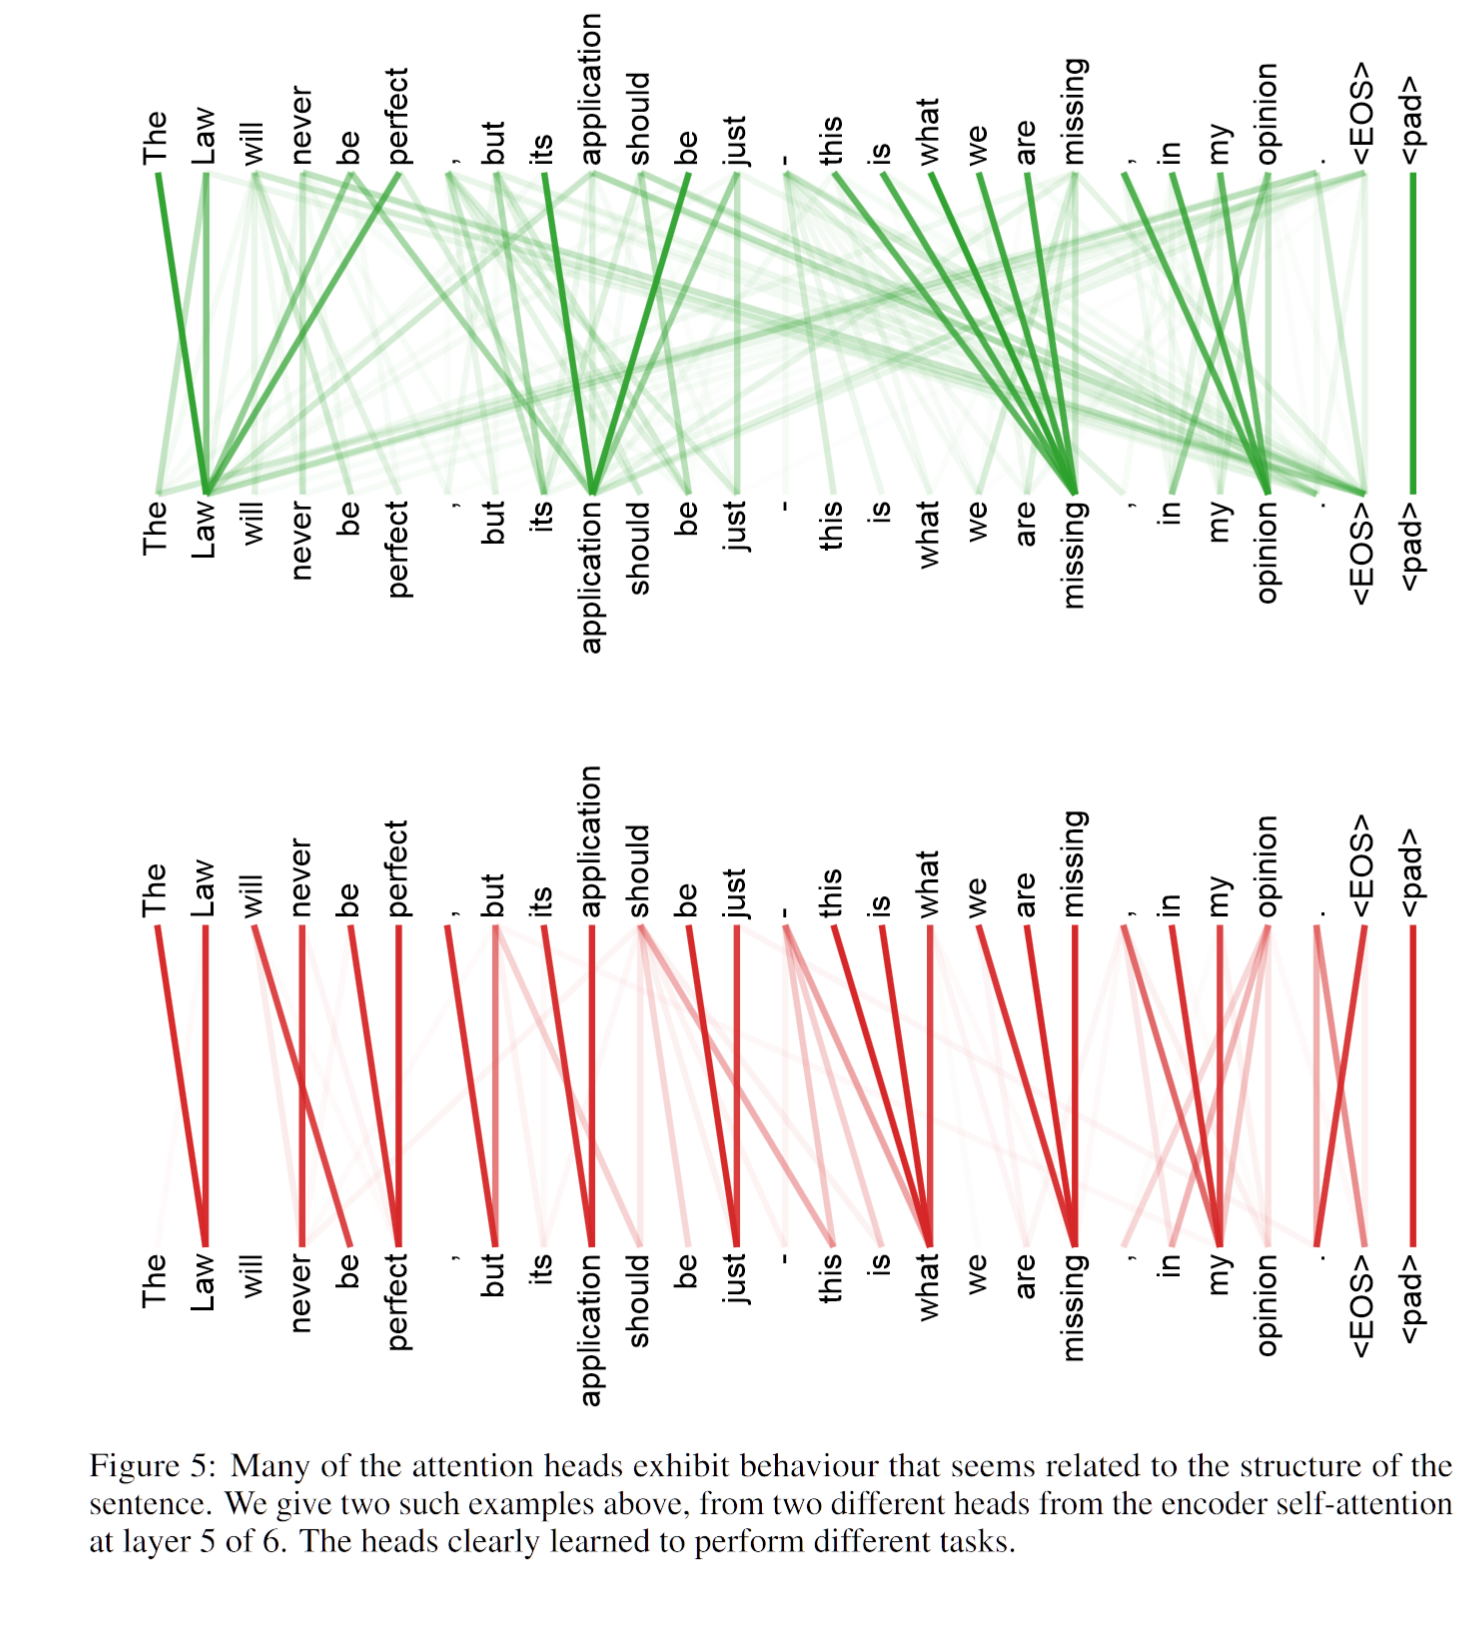 The Law will never be perfect , but its application should be just - this is what we are missing , in my opinion . <EOS> <pad>
The Law will never be perfect , but its application should be just - this is what we are missing , in my opinion . <EOS> <pad>
The Law will never be perfect , but its application should be just - this is what we are missing , in my opinion . <EOS> <pad>
The Law will never be perfect , but its application should be just - this is what we are missing , in my opinion . <EOS> <pad>
Figure 5: Many of the attention heads exhibit behaviour that seems related to the structure of the
sentence. We give two such examples above, from two different heads from the encoder self-attention
at layer 5 of 6. The heads clearly learned to perform different tasks.